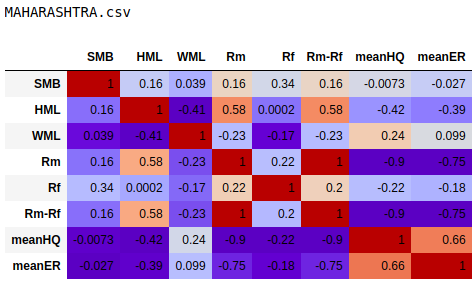 MAHARASHTRA.csv
SMB HML WML Rm Rf Rm-Rf meanHQ meanER
SMB 1 0.16 0.039 0.16 0.34 0.16 -0.0073 -0.027
HML 0.16 1 -0.41 0.58 0.0002 0.58 -0.42 -0.39
WML 0.039 -0.41 1 -0.23 -0.17 -0.23 0.24 0.099
Rm 0.16 0.58 -0.23 1 0.22 1 -0.9 -0.75
Rf 0.34 0.0002 -0.17 0.22 1 0.2 -0.22 -0.18
Rm-Rf 0.16 0.58 -0.23 1 0.2 1 -0.9 -0.75
meanHQ -0.0073 -0.42 0.24 -0.9 -0.22 -0.9 1 0.66
meanER -0.027 -0.39 0.099 -0.75 -0.18 -0.75 0.66 1